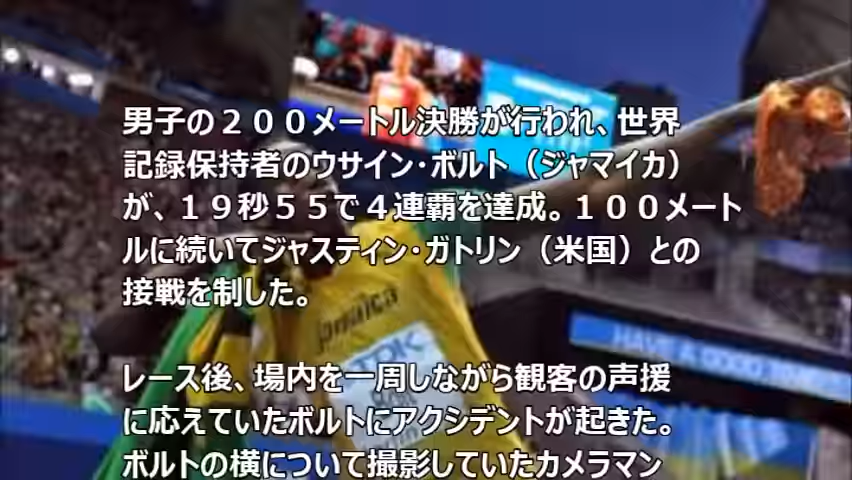 男子の２００メートル決勝が行われ、世界
記録保持者のウサイン・ボルト（ジャマイカ）
が、１９秒５５で４連覇を達成。１００メート
ルに続いてジャスティン・ガトリン（米国）との
接戦を制した。
レース後、場内を一周しながら観客の声援
に応えていたボルトにアクシデントが起きた。
ボルトの横について撮影していたカメラマン
jamaica
TDK
HAVE A GOOD